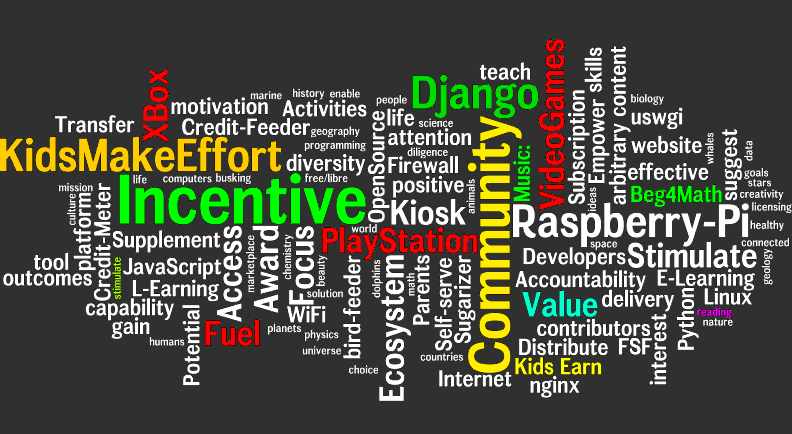 teach
XBox
marine
history
enable
motivation
Activities
people
Django
VideoGames
Empower skills
arbitrary content
biology
Subscription
Transfer
Credit-Feeder
geography
OpenSource
life
science
uswgi
programming
attention
website
whales
data
KidsMakeEffort
diversity
diligence
Firewall
Music:
suggest
effective
goals
mission
life
computers
busking
free/libre
positive
animals
stars
Beg4Math
creativity
culture
platform
Credit-Meter
Incentive
Kiosk
Community
ideas
licensing
Raspberry-Pi
healthy
world
Supplement
Access
Award
Focus
PlayStation
space
connected
marketplace
chemistry
beauty
Developers
Stimulate
geology
tool
JavaScript
outcomes
stimulate
L-Earning
bird-feeder
dolphins
Ecosystem
math
Parents
Self-serve
Sugarizer
Accountability
E-Learning
solution
Value
delivery
Linux
capability
WiFi
Python
reading
gain
Potential
Fuel
planets
physics
contributors
nature
humans
universe
countries
Distribute
FSF
interest
choice
Kids Earn
Internet
nginx